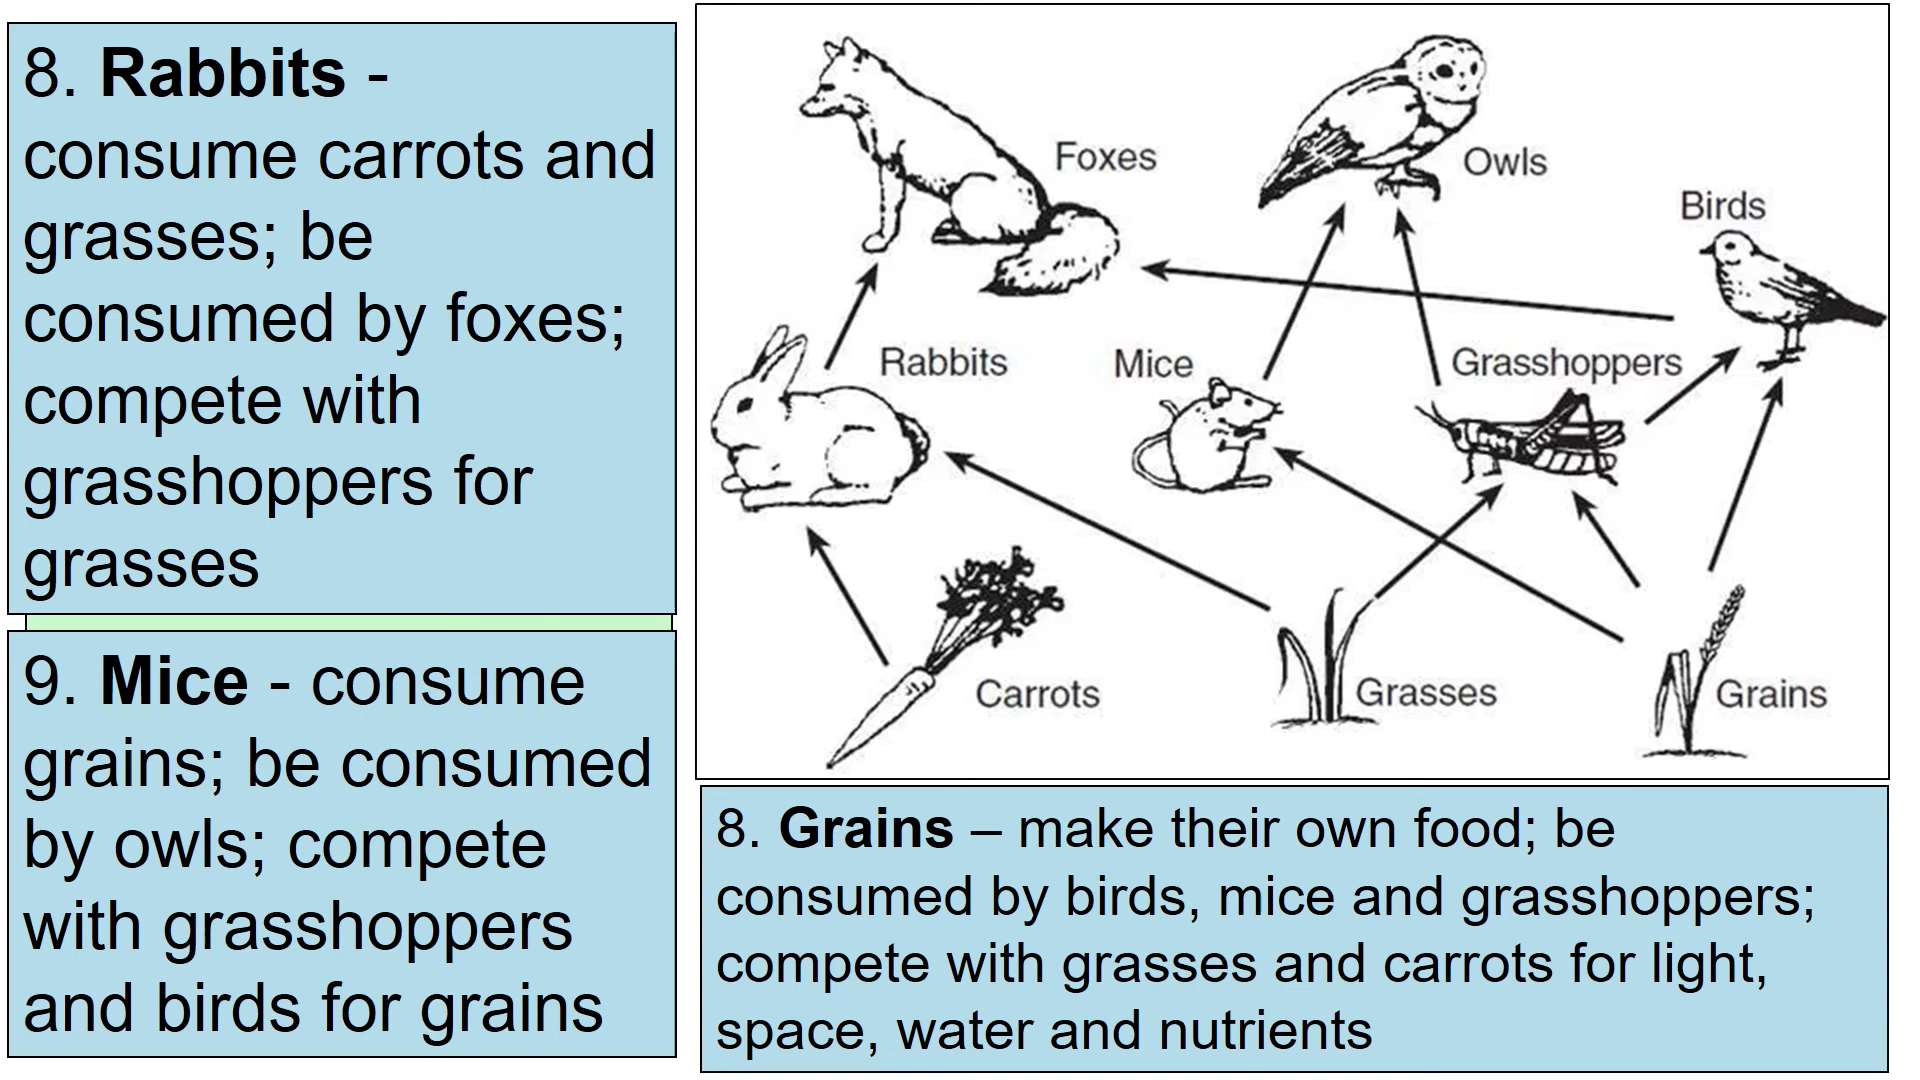 8. Rabbits -
consume carrots and
grasses; be
consumed by foxes;
compete with
grasshoppers for
grasses
9. Mice - consume
grains; be consumed
by owls; compete
with grasshoppers
and birds for grains
Foxes
Owls
Birds
Rabbits
Mice
Grasshoppers
Carrots
Grasses
Grains
8. Grains – make their own food; be
consumed by birds, mice and grasshoppers;
compete with grasses and carrots for light,
space, water and nutrients